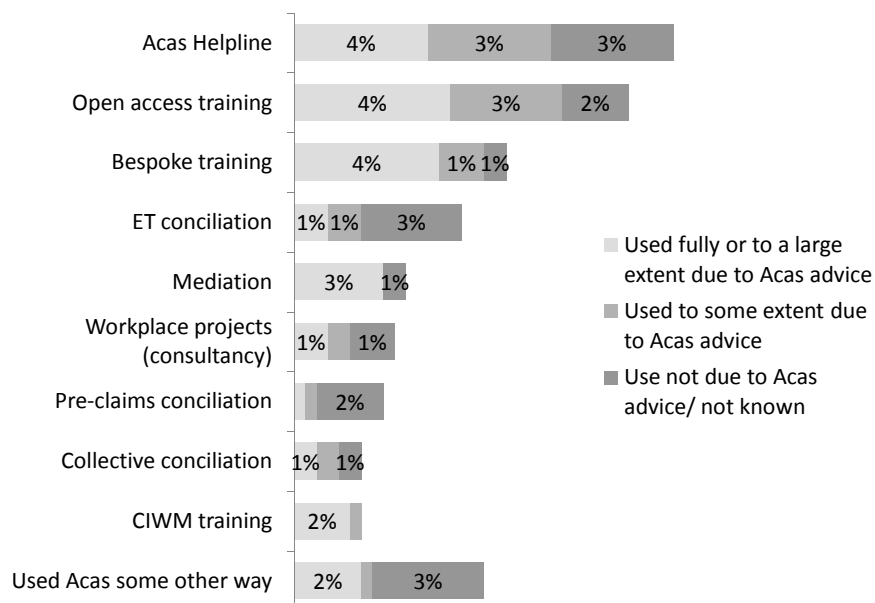 Acas Helpline
4% 3% 3%
Open access training
4% 3% 2%
Bespoke training
4% 1% 1%
ET conciliation
1% 1% 3%
Mediation
3% 1%
Workplace projects
(consultancy)
1% 1%
Pre-claims conciliation
2%
Collective conciliation
1% 1%
CIWM training
2%
Used Acas some other way
2% 3%
Used fully or to a large
extent due to Acas advice
Used to some extent due
to Acas advice
Use not due to Acas
advice/ not known